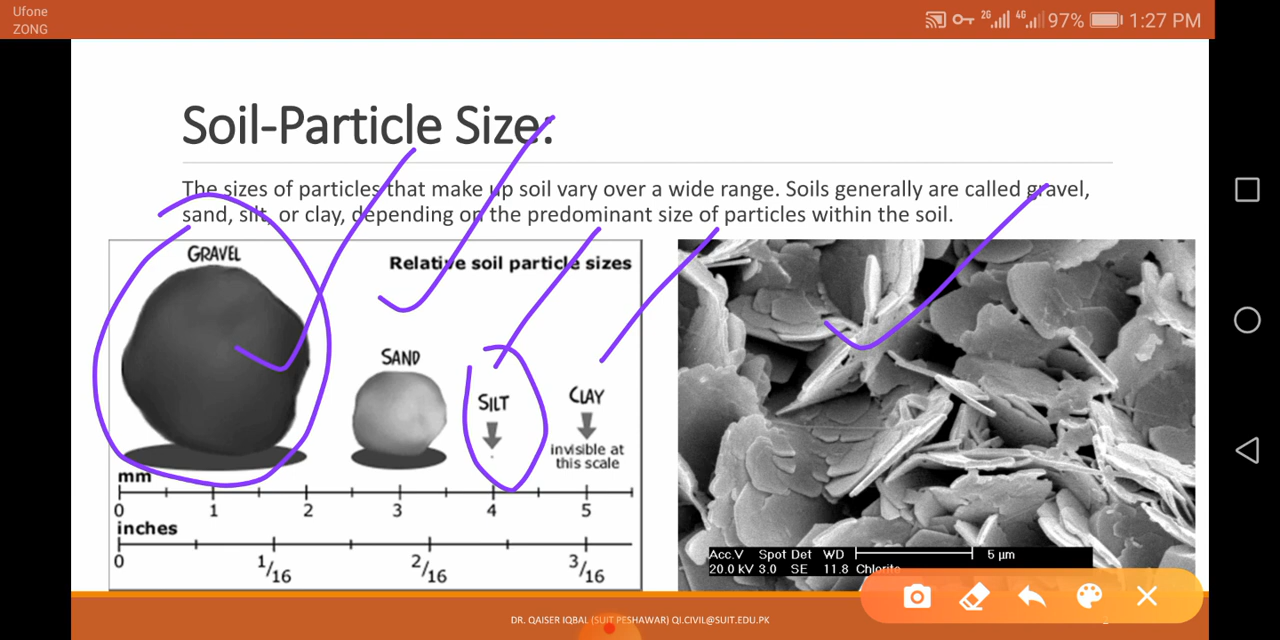 Ufone
ZONG
2G 4G 97% 1:27 PM
Soil-Particle Size:
The sizes of particles that make up soil vary over a wide range. Soils generally are called gravel,
sand, silt, or clay, depending on the predominant size of particles within the soil.
GRAVEL
Relative soil particle sizes
SAND
SILT
CLAY
invisible at
this scale
mm
0 1 2 3 4 5
inches
0 1/16 2/16 3/16
Acc.V Spot Det WD 5 µm
20.0 kV 3.0 SE 11.8 Chlorite
DR. QAISER IQBAL (SUIT PESHAWAR) QI.CIVIL@SUIT.EDU.PK